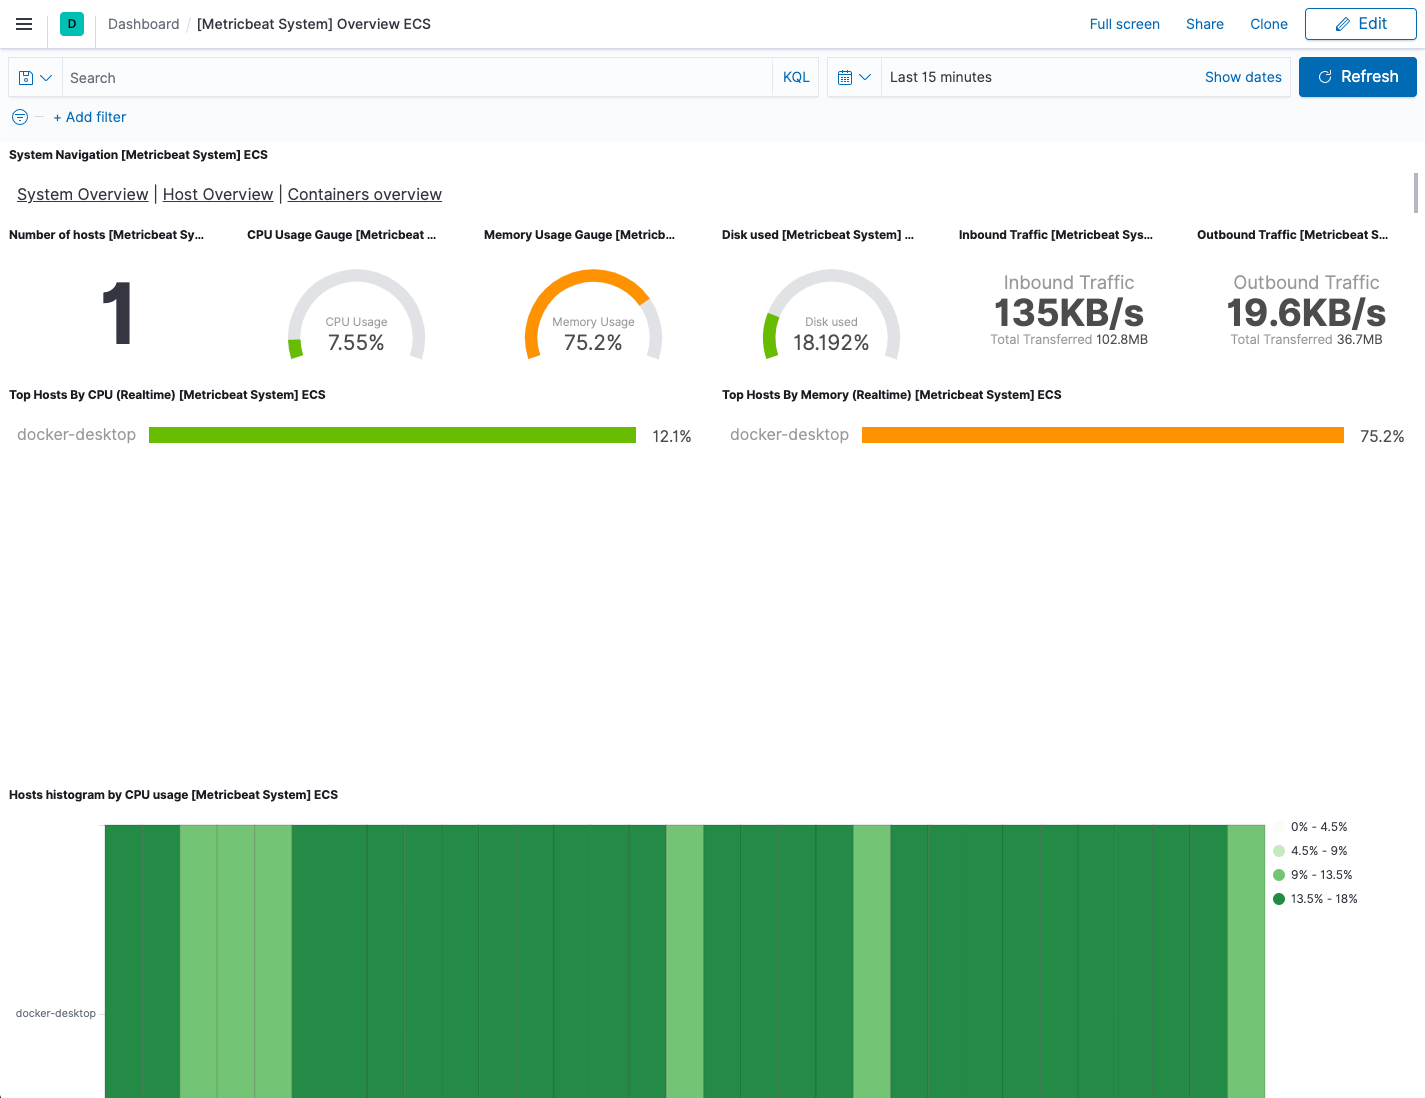 D Dashboard / [Metricbeat System] Overview ECS Full screen Share Clone Edit
Search KQL Last 15 minutes Show dates Refresh
+ Add filter
System Navigation [Metricbeat System] ECS
System Overview | Host Overview | Containers overview
Number of hosts [Metricbeat Sy...
1
CPU Usage Gauge [Metricbeat ...
CPU Usage
7.55%
Memory Usage Gauge [Metricb...
Memory Usage
75.2%
Disk used [Metricbeat System] ...
Disk used
18.192%
Inbound Traffic [Metricbeat Sys...
Inbound Traffic
135KB/s
Total Transferred 102.8MB
Outbound Traffic [Metricbeat S...
Outbound Traffic
19.6KB/s
Total Transferred 36.7MB
Top Hosts By CPU (Realtime) [Metricbeat System] ECS
docker-desktop 12.1%
Top Hosts By Memory (Realtime) [Metricbeat System] ECS
docker-desktop 75.2%
Hosts histogram by CPU usage [Metricbeat System] ECS
0% - 4.5%
4.5% - 9%
9% - 13.5%
13.5% - 18%
docker-desktop